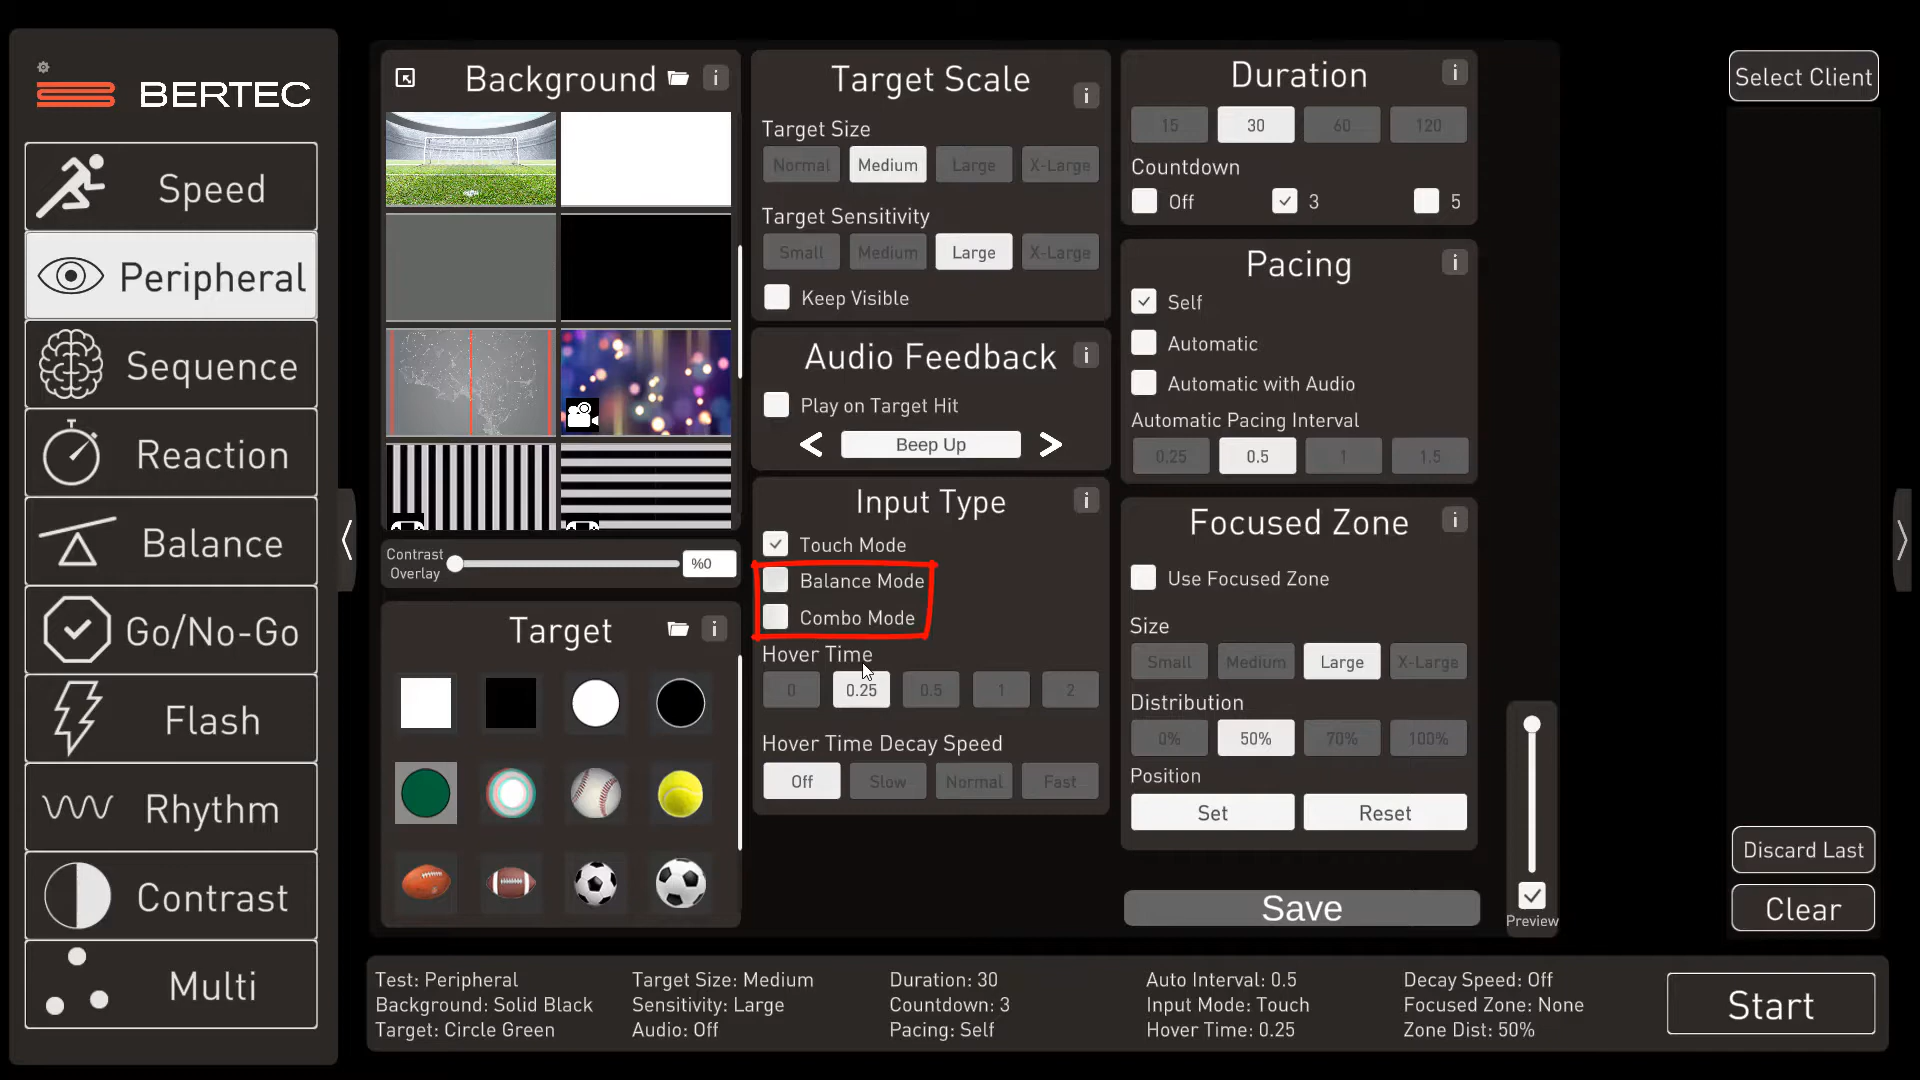 BERTEC
Speed
Peripheral
Sequence
Reaction
Balance
Go/No-Go
Flash
Rhythm
Contrast
Multi
Background
i
Contrast
Overlay
%0
Target
i
Target Scale
i
Target Size
Normal Medium Large X-Large
Target Sensitivity
Small Medium Large X-Large
Keep Visible
Audio Feedback
i
Play on Target Hit
Beep Up
Input Type
i
Touch Mode
Balance Mode
Combo Mode
Hover Time
0 0.25 0.5 1 2
Hover Time Decay Speed
Off Slow Normal Fast
Duration
i
15 30 60 120
Countdown
Off 3 5
Pacing
i
Self
Automatic
Automatic with Audio
Automatic Pacing Interval
0.25 0.5 1 1.5
Focused Zone
i
Use Focused Zone
Size
Small Medium Large X-Large
Distribution
0% 50% 70% 100%
Position
Set Reset
Save
Preview
Select Client
Discard Last
Clear
Test: Peripheral
Background: Solid Black
Target: Circle Green
Target Size: Medium
Sensitivity: Large
Audio: Off
Duration: 30
Countdown: 3
Pacing: Self
Auto Interval: 0.5
Input Mode: Touch
Hover Time: 0.25
Decay Speed: Off
Focused Zone: None
Zone Dist: 50%
Start